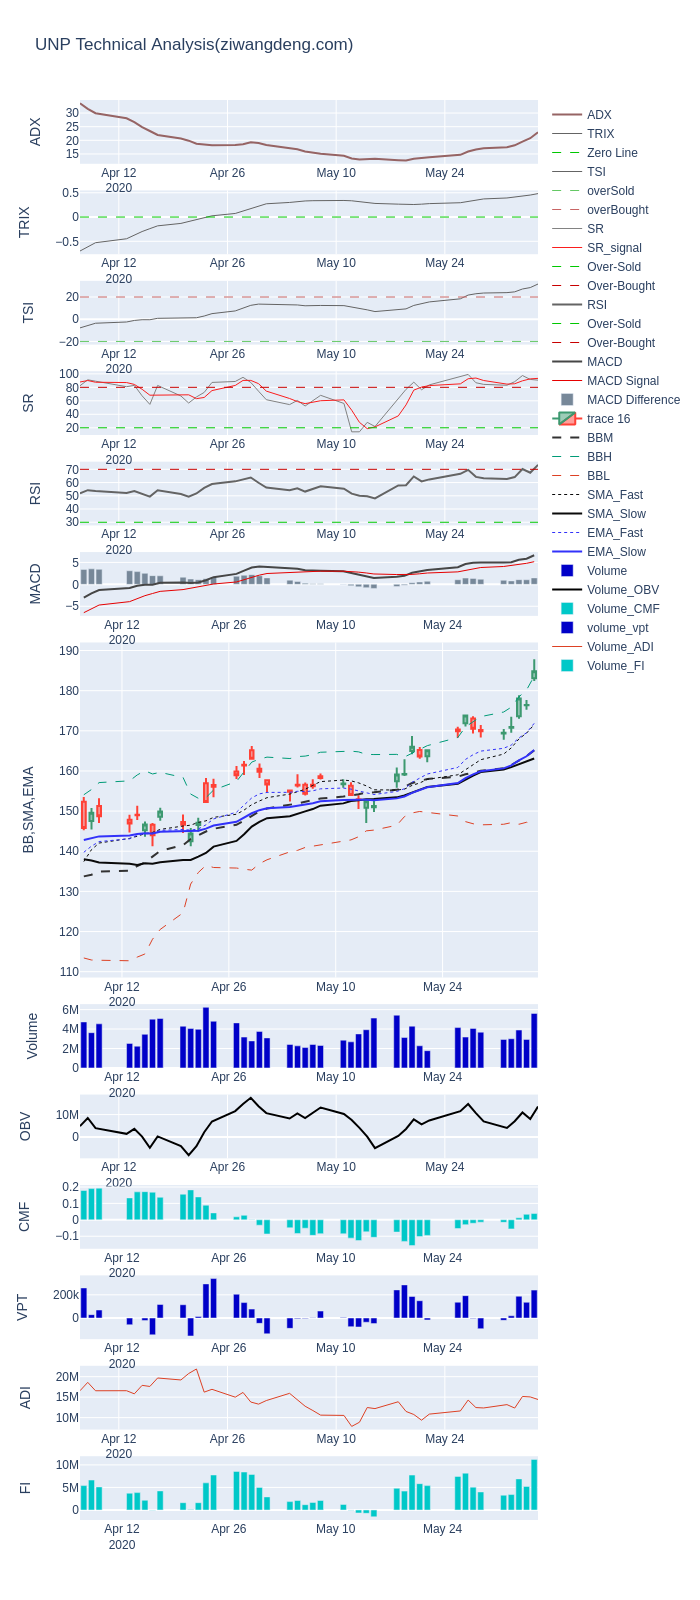 UNP Technical Analysis(ziwangdeng.com)
ADX
30
25
20
15
Apr 12
2020
Apr 26
May 10
May 24
TRIX
0.5
0
−0.5
Apr 12
2020
Apr 26
May 10
May 24
TSI
20
0
−20
Apr 12
2020
Apr 26
May 10
May 24
SR
100
80
60
40
20
Apr 12
2020
Apr 26
May 10
May 24
RSI
70
60
50
40
30
Apr 12
2020
Apr 26
May 10
May 24
MACD
5
0
−5
Apr 12
2020
Apr 26
May 10
May 24
BB,SMA,EMA
190
180
170
160
150
140
130
120
110
Apr 12
2020
Apr 26
May 10
May 24
Volume
6M
4M
2M
0
Apr 12
2020
Apr 26
May 10
May 24
OBV
10M
0
Apr 12
2020
Apr 26
May 10
May 24
CMF
0.2
0.1
0
−0.1
Apr 12
2020
Apr 26
May 10
May 24
VPT
200k
0
Apr 12
2020
Apr 26
May 10
May 24
ADI
20M
15M
10M
Apr 12
2020
Apr 26
May 10
May 24
FI
10M
5M
0
Apr 12
2020
Apr 26
May 10
May 24
ADX
TRIX
Zero Line
TSI
overSold
overBought
SR
SR_signal
Over-Sold
Over-Bought
RSI
Over-Sold
Over-Bought
MACD
MACD Signal
MACD Difference
trace 16
BBM
BBH
BBL
SMA_Fast
SMA_Slow
EMA_Fast
EMA_Slow
Volume
Volume_OBV
Volume_CMF
volume_vpt
Volume_ADI
Volume_FI